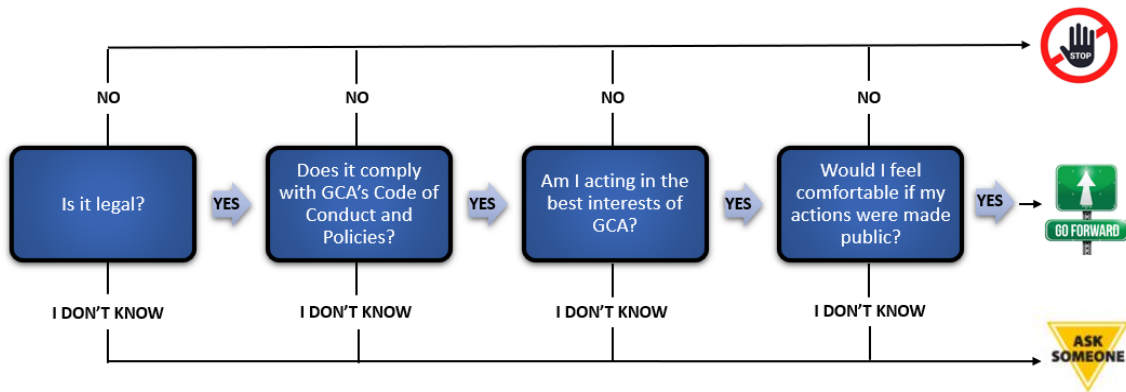 STOP
NO
NO
NO
NO
Is it legal?
YES
Does it comply
with GCA's Code of
Conduct and
Policies?
YES
Am I acting in the
best interests of
GCA?
YES
Would I feel
comfortable if my
actions were made
public?
YES
GO FORWARD
I DON'T KNOW
I DON'T KNOW
I DON'T KNOW
I DON'T KNOW
ASK
SOMEONE